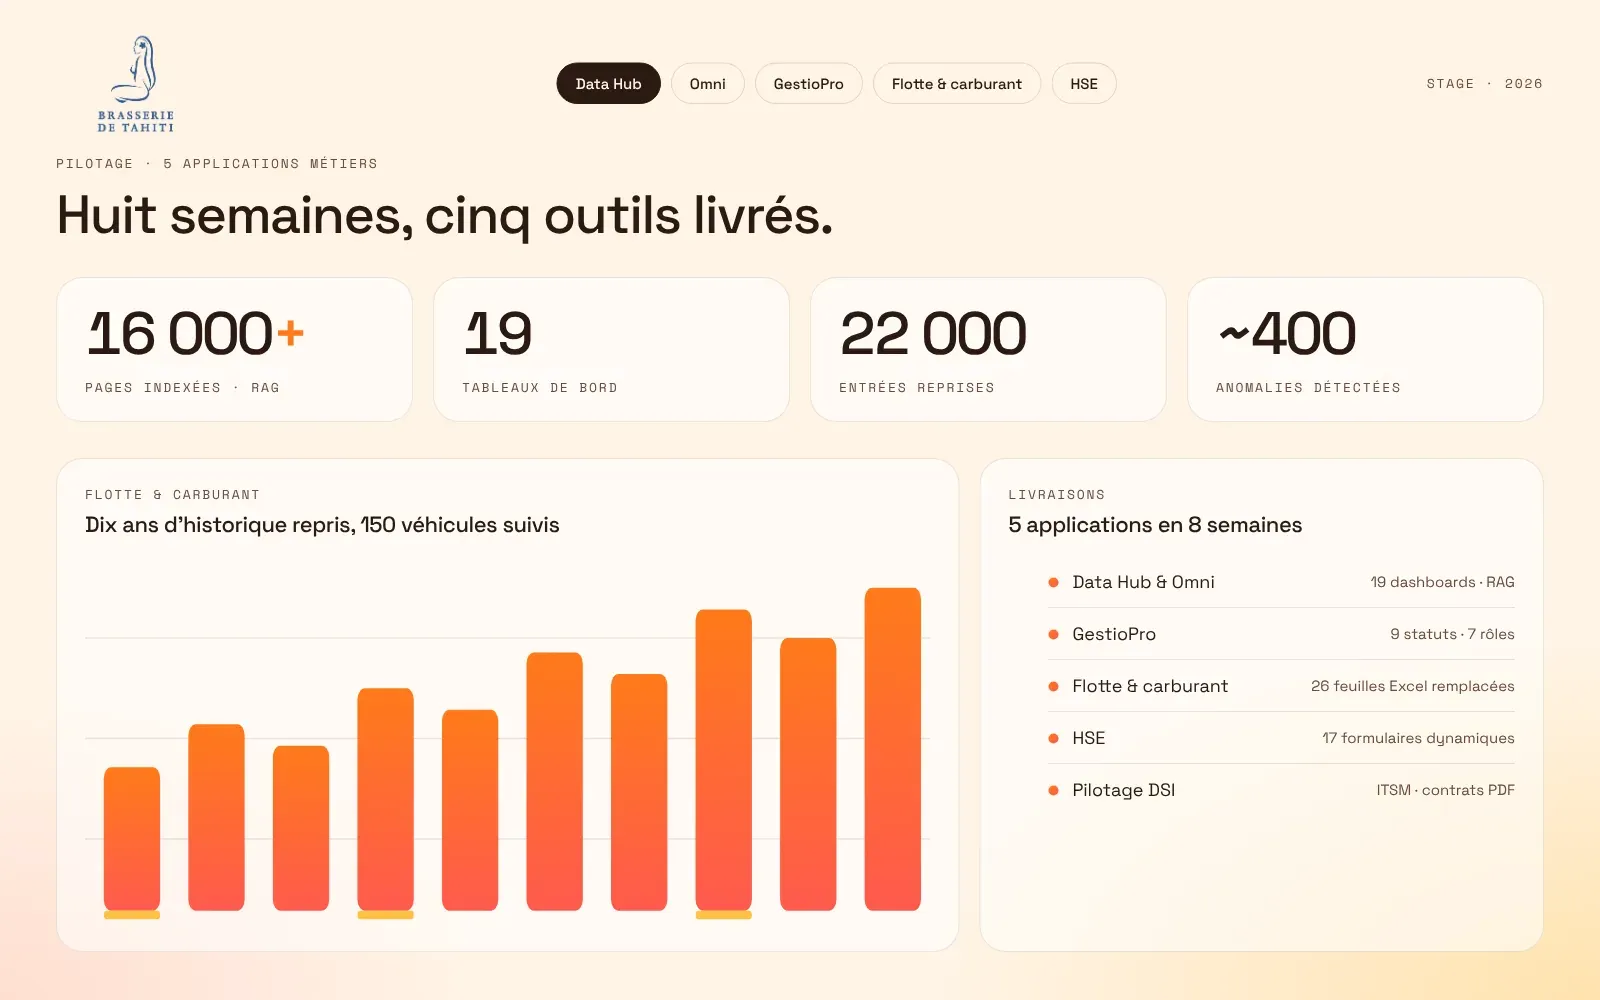 BRASSERIE
DE TAHITI
Data Hub
Omni
GestioPro
Flotte & carburant
HSE
STAGE · 2026
PILOTAGE · 5 APPLICATIONS MÉTIERS
Huit semaines, cinq outils livrés.
16 000+
PAGES INDEXÉES · RAG
19
TABLEAUX DE BORD
22 000
ENTRÉES REPRISES
~400
ANOMALIES DÉTECTÉES
FLOTTE & CARBURANT
Dix ans d’historique repris, 150 véhicules suivis
LIVRAISONS
5 applications en 8 semaines
Data Hub & Omni 19 dashboards · RAG
GestioPro 9 statuts · 7 rôles
Flotte & carburant 26 feuilles Excel remplacées
HSE 17 formulaires dynamiques
Pilotage DSI ITSM · contrats PDF